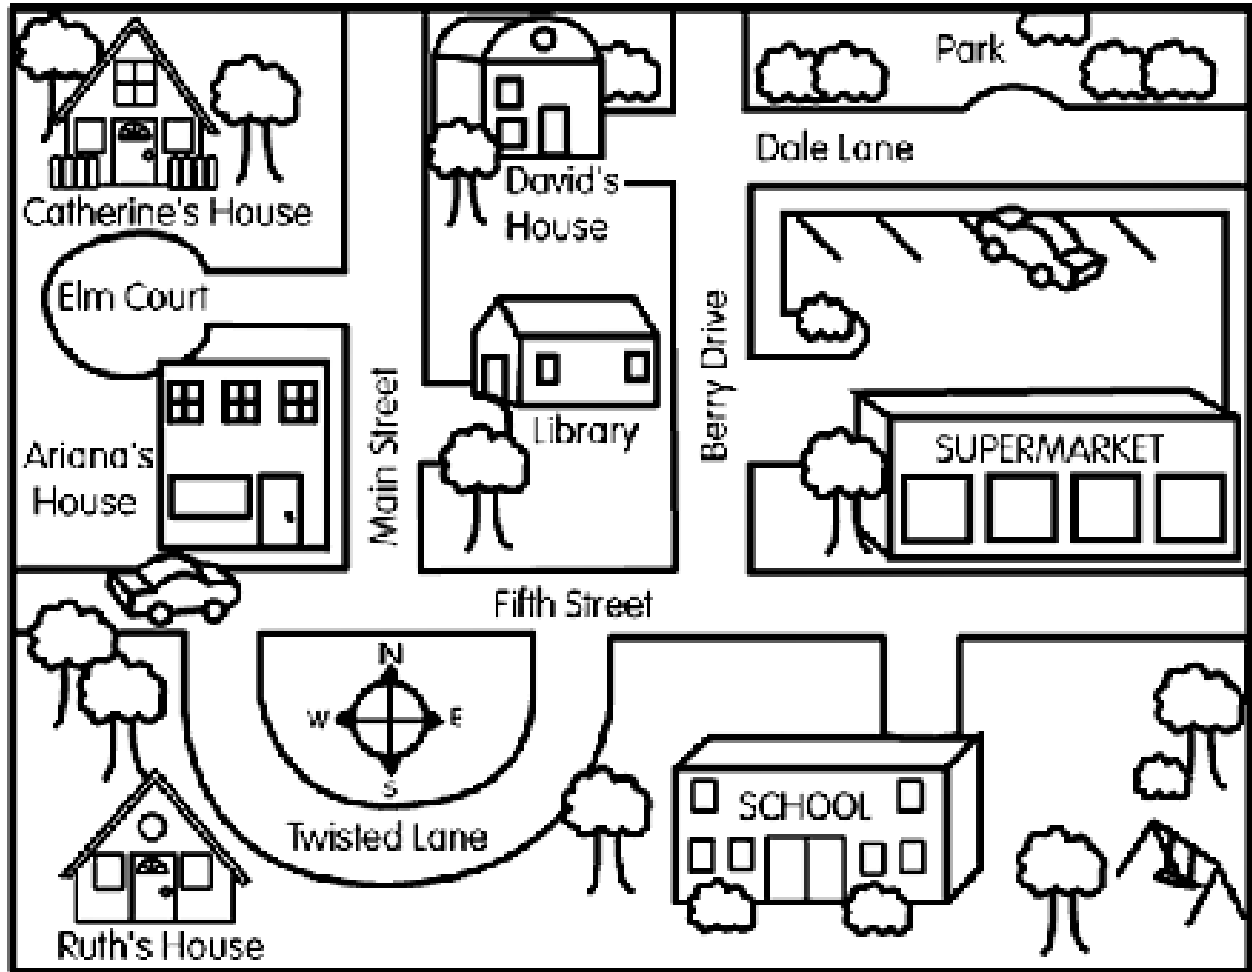 Park
Dale Lane
Catherine's House
David's
House
Elm Court
Berry Drive
Main Street
Library
Ariana's
House
SUPERMARKET
Fifth Street
N
W
E
S
SCHOOL
Twisted Lane
Ruth's House